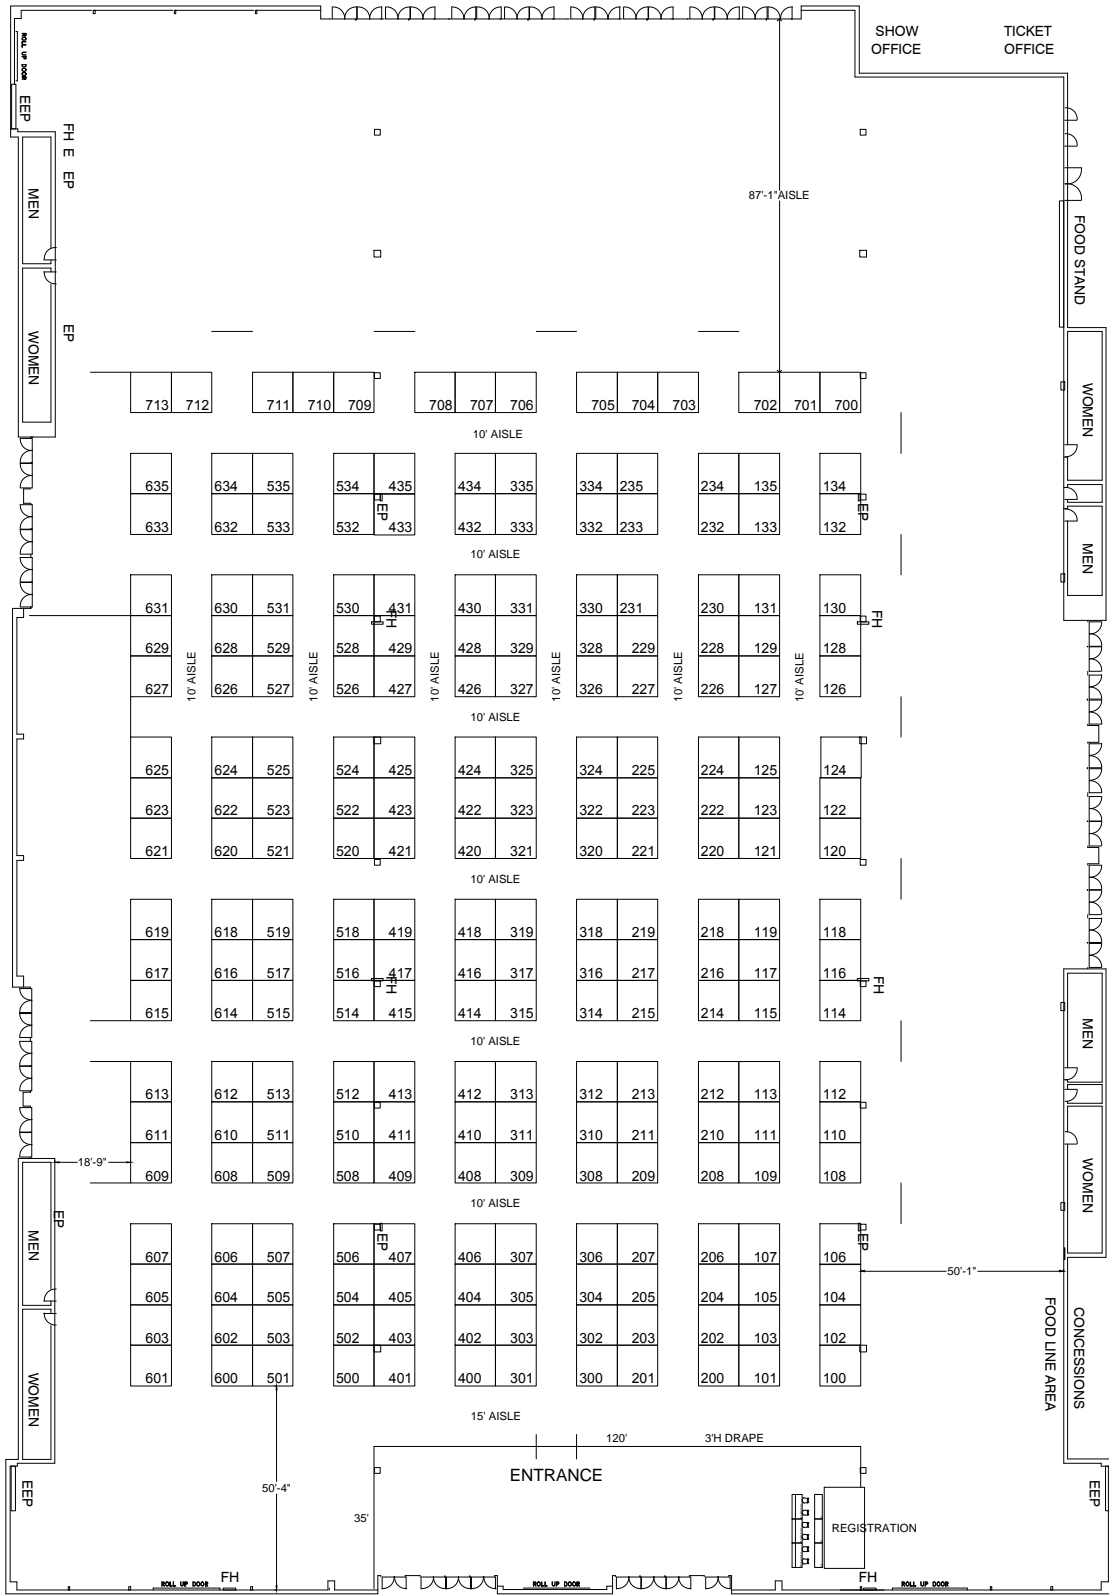 SHOW
OFFICE
TICKET
OFFICE
ROLL UP DOOR
EEP
FH E EP
MEN
WOMEN
EP
87'-1" AISLE
FOOD STAND
WOMEN
MEN
713 712 711 710 709 708 707 706 705 704 703 702 701 700
10' AISLE
635 634 535 534 435 434 335 334 235 234 135 134
EP EP
633 632 533 532 433 432 333 332 233 232 133 132
10' AISLE
631 630 531 530 431 430 331 330 231 230 131 130
FH FH
629 628 529 528 429 428 329 328 229 228 129 128
10' AISLE 10' AISLE 10' AISLE 10' AISLE 10' AISLE 10' AISLE
627 626 527 526 427 426 327 326 227 226 127 126
10' AISLE
625 624 525 524 425 424 325 324 225 224 125 124
623 622 523 522 423 422 323 322 223 222 123 122
621 620 521 520 421 420 321 320 221 220 121 120
10' AISLE
619 618 519 518 419 418 319 318 219 218 119 118
617 616 517 516 417 416 317 316 217 216 117 116
FH FH
615 614 515 514 415 414 315 314 215 214 115 114
MEN
10' AISLE
613 612 513 512 413 412 313 312 213 212 113 112
611 610 511 510 411 410 311 310 211 210 111 110
18'-9"
609 608 509 508 409 408 309 308 209 208 109 108
WOMEN
10' AISLE
EP
MEN
EP EP
607 606 507 506 407 406 307 306 207 206 107 106
50'-1"
605 604 505 504 405 404 305 304 205 204 105 104
603 602 503 502 403 402 303 302 203 202 103 102
601 600 501 500 401 400 301 300 201 200 101 100
CONCESSIONS
FOOD LINE AREA
WOMEN
15' AISLE
120' 3'H DRAPE
ENTRANCE
50'-4"
EEP
EEP
35'
REGISTRATION
FH
FH
ROLL UP DOOR
ROLL UP DOOR
ROLL UP DOOR